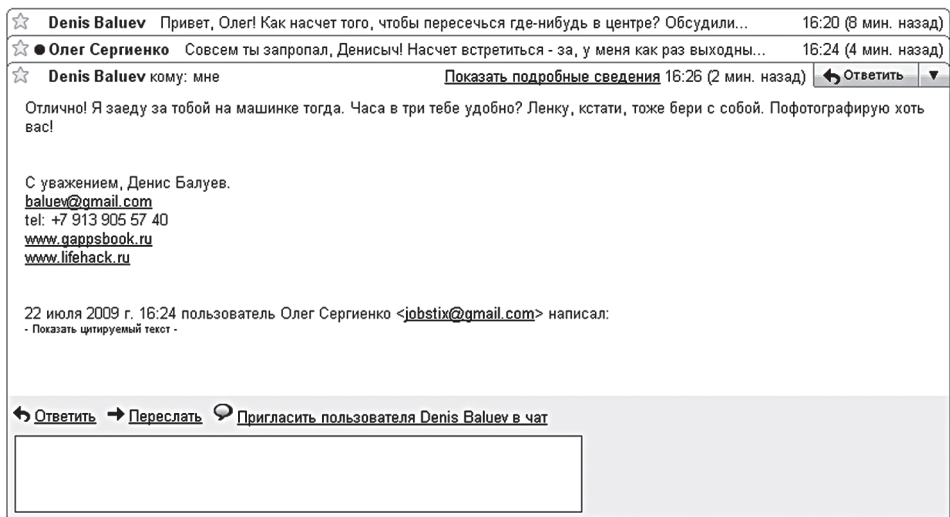 Denis Baluev Привет, Олег! Как насчет того, чтобы пересечься где-нибудь в центре? Обсудили... 16:20 (8 мин. назад)
Олег Сергиенко Совсем ты запропал, Денисыч! Насчет встретиться - за, у меня как раз выходны... 16:24 (4 мин. назад)
Denis Baluev кому: мне Показать подробные сведения 16:26 (2 мин. назад) Ответить
Отлично! Я заеду за тобой на машинке тогда. Часа в три тебе удобно? Ленку, кстати, тоже бери с собой. Пофотографирую хоть
вас!
С уважением, Денис Балуев.
baluev@gmail.com
tel: +7 913 905 57 40
www.gappsbook.ru
www.lifehack.ru
22 июля 2009 г. 16:24 пользователь Олег Сергиенко <jobstix@gmail.com> написал:
- Показать цитируемый текст -
Ответить Переслать Пригласить пользователя Denis Baluev в чат